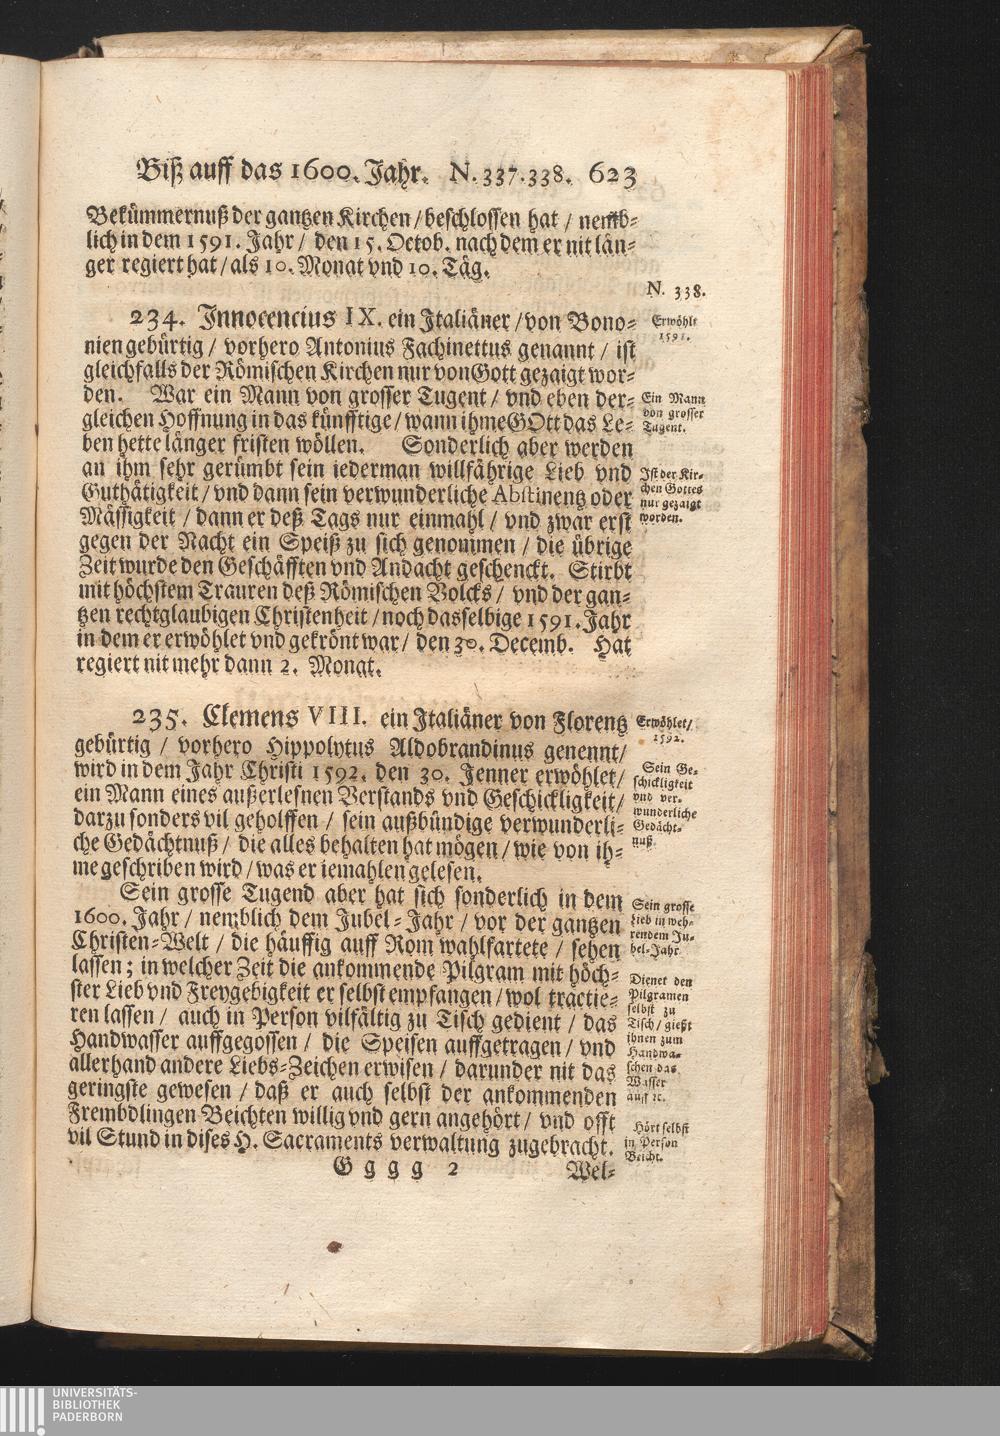 Biß auff das 1600. Jahr. N. 337. 338. 623
Bekümmernuß der gantzen Kirchen / beschlossen hat / nemb-
lich in dem 1591. Jahr / den 15. Octob. nach dem er nit län-
ger regiert hat / als 10. Monat vnd 10. Täg.
N. 338.
234. Innocencius IX. ein Italiäner / von Bono-
nien gebürtig / vorhero Antonius Fachinettus genannt / ist
gleichfalls der Römischen Kirchen nur von Gott gezaigt wor-
den. War ein Mann von grosser Tugent / vnd eben der-
gleichen Hoffnung in das künfftige / wann ihme GOtt das Le-
ben hette länger fristen wöllen. Sonderlich aber werden
an ihm sehr gerümbt sein iederman willfährige Lieb vnd
Guthätigkeit / vnd dann sein verwunderliche Abstinentz oder
Mässigkeit / dann er deß Tags nur einmahl / vnd zwar erst
gegen der Nacht ein Speiß zu sich genommen / die übrige
Zeit wurde den Geschäfften vnd Andacht geschenckt. Stirbt
mit höchstem Trauren deß Römischen Volcks / vnd der gan-
tzen rechtglaubigen Christenheit / noch dasselbige 1591. Jahr
in dem er erwöhlet vnd gekrönt war / den 30. Decemb. Hat
regiert nit mehr dann 2. Monat.
Erwöhlt
1591.
Ein Mann
von grosser
Tugent.
Ist der Kir-
chen Gottes
nur gezaigt
worden.
235. Clemens VIII. ein Italiäner von Florentz
gebürtig / vorhero Hippolytus Aldobrandinus genennt /
wird in dem Jahr Christi 1592. den 30. Jenner erwöhlet /
ein Mann eines außerlesnen Verstands vnd Geschickligkeit /
darzu sonders vil geholffen / sein außbündige verwunderli-
che Gedächtnuß / die alles behalten hat mögen / wie von ih-
me geschriben wird / was er iemahlen gelesen.
Sein grosse Tugend aber hat sich sonderlich in dem
1600. Jahr / nemblich dem Jubel-Jahr / vor der gantzen
Christen-Welt / die häuffig auff Rom wahlfartete / sehen
lassen; in welcher Zeit die ankommende Pilgram mit höch-
ster Lieb vnd Freygebigkeit er selbst empfangen / wol tractie-
ren lassen / auch in Person vilfältig zu Tisch gedient / das
Handwasser auffgegossen / die Speisen auffgetragen / vnd
allerhand andere Liebs-Zeichen erwisen / darunder nit das
geringste gewesen / daß er auch selbst der ankommenden
Frembdlingen Beichten willig vnd gern angehört / vnd offt
vil Stund in dises H. Sacraments verwaltung zugebracht.
Erwöhlet /
1592.
Sein Ge-
schickligkeit
vnd ver-
wunderliche
Gedächt-
nuß.
Sein grosse
Lieb in weh-
rendem Ju-
bel-Jahr
Dienet den
Pilgramen
selbst zu
Tisch / gießt
ihnen zum
Handwa-
schen das
Wasser
auff ec.
Hört selbst
in Person
Beicht.
G g g g 2
Wel-
UNIVERSITÄTS-
BIBLIOTHEK
PADERBORN